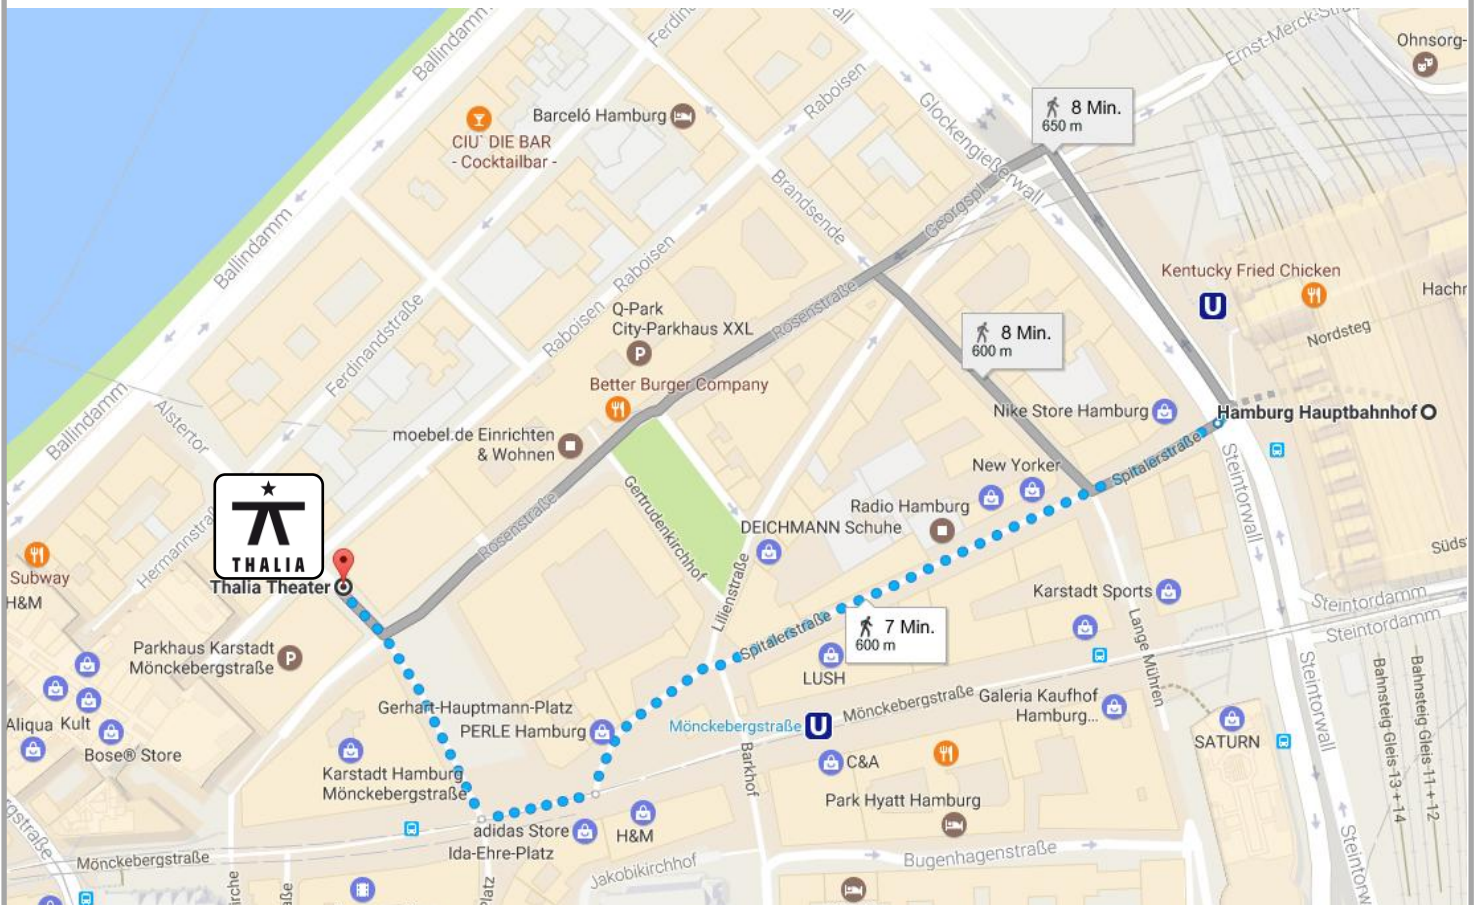 Ballindamm
Ohnsorg-
Raboisen
Glockengießerwall
8 Min.
650 m
Barceló Hamburg
CIU` DIE BAR
- Cocktailbar -
Brandsende
Georgspl
Ballindamm
Raboisen
Kentucky Fried Chicken
U
Hachr
Nordsteg
Q-Park
City-Parkhaus XXL
P
Rosenstraße
8 Min.
600 m
Raboisen
Ferdinandstraße
Better Burger Company
Nike Store Hamburg
Hamburg Hauptbahnhof
Ballindamm
Alstertor
moebel.de Einrichten
& Wohnen
Spitalerstraße
New Yorker
Steintorwall
Radio Hamburg
DEICHMANN Schuhe
Gertrudenkirchhof
Rosenstraße
THALIA
Thalia Theater
Subway
H&M
Lilienstraße
Karstadt Sports
Steintordamm
Steintordamm
Spitalerstraße
7 Min.
600 m
Lange Mühren
Parkhaus Karstadt
Mönckebergstraße
P
LUSH
Gerhart-Hauptmann-Platz
PERLE Hamburg
Mönckebergstraße
U
Mönckebergstraße
Galeria Kaufhof
Hamburg...
Aliqua
Kult
Bose® Store
Karstadt Hamburg
Mönckebergstraße
Barkhof
C&A
SATURN
Steintorwall
Bahnsteig-Gleis-13 + 14
Bahnsteig-Gleis-11 + 12
Park Hyatt Hamburg
adidas Store
H&M
Ida-Ehre-Platz
Mönckebergstraße
Jakobikirchhof
Bugenhagenstraße